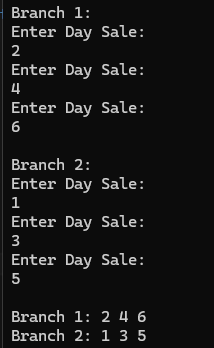 Branch 1:
Enter Day Sale:
2
Enter Day Sale:
4
Enter Day Sale:
6
Branch 2:
Enter Day Sale:
1
Enter Day Sale:
3
Enter Day Sale:
5
Branch 1: 2 4 6
Branch 2: 1 3 5